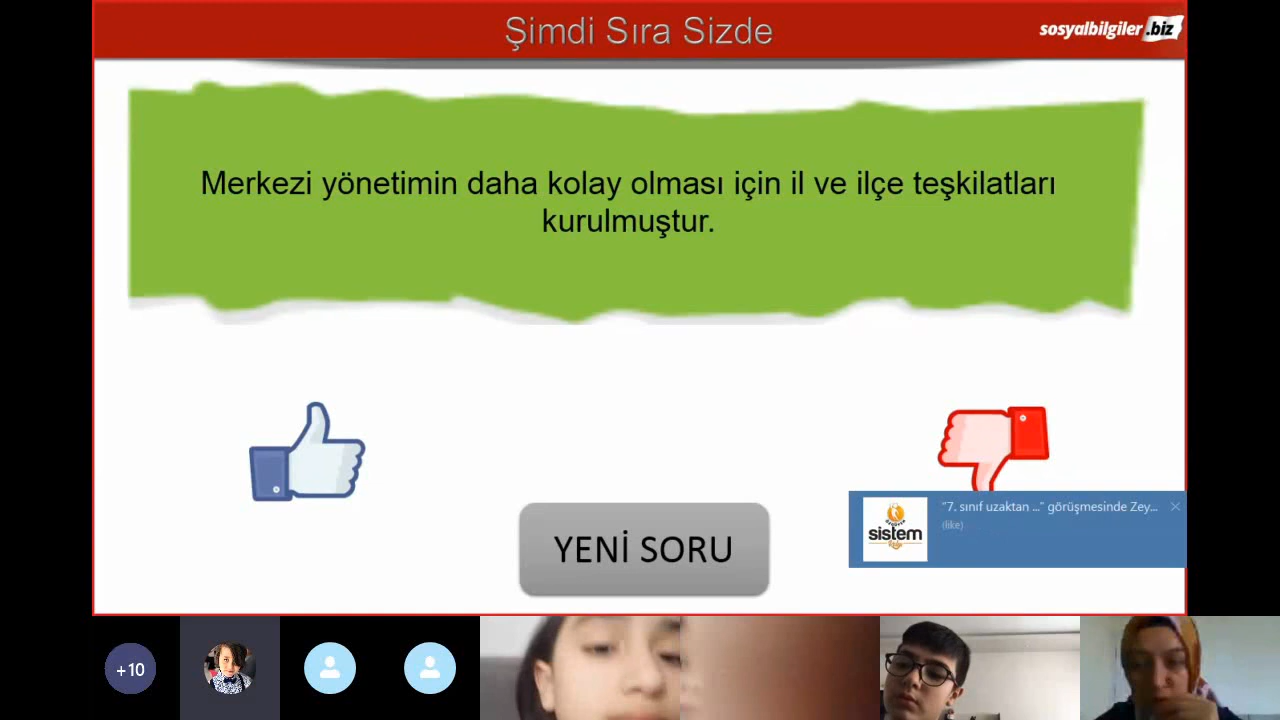 Şimdi Sıra Sizde
sosyalbilgiler.biz
Merkezi yönetimin daha kolay olması için il ve ilçe teşkilatları
kurulmuştur.
YENİ SORU
sistem
"7. sınıf uzaktan ..." görüşmesinde Zey...
(like)
+10